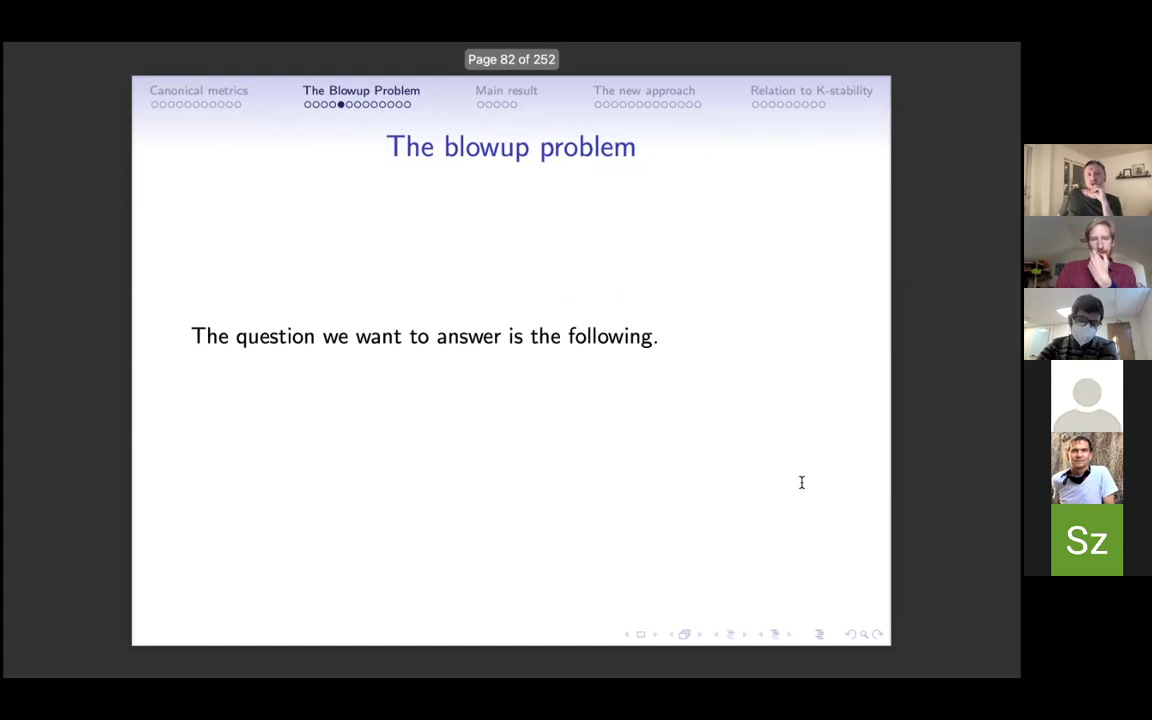 Page 82 of 252
Canonical metrics
The Blowup Problem
Main result
The new approach
Relation to K-stability
The blowup problem
The question we want to answer is the following.
Sz